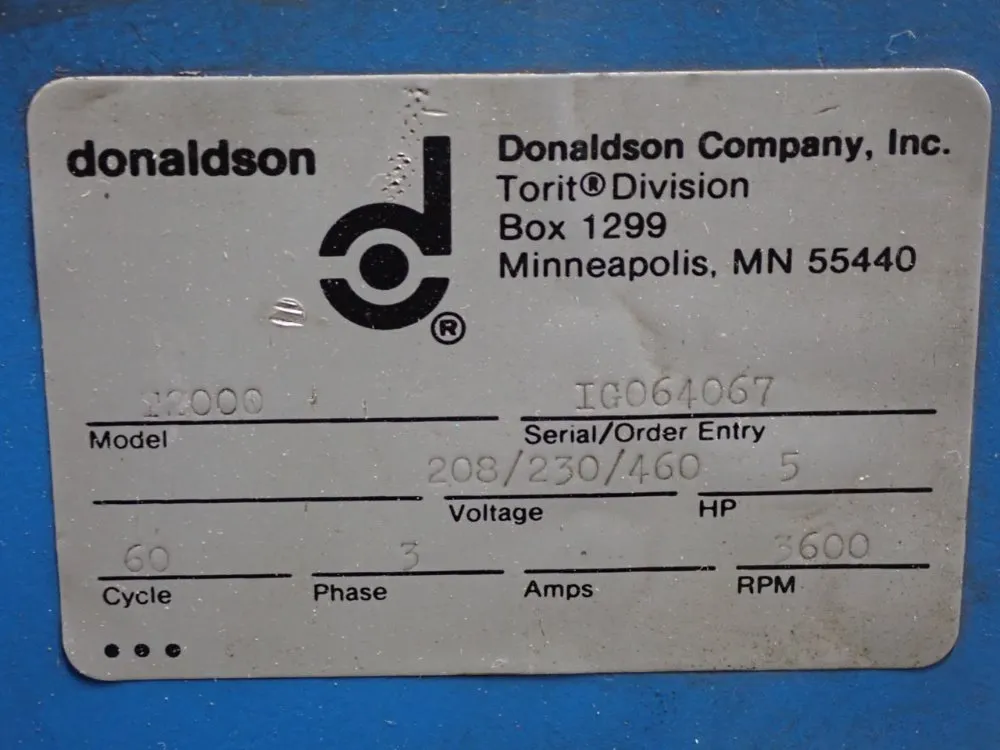 donaldson
Donaldson Company, Inc.
Torit® Division
Box 1299
Minneapolis, MN 55440
®
IG064067
Model
Serial/Order Entry
208/230/460 5
Voltage HP
60 3 3600
Cycle Phase Amps RPM